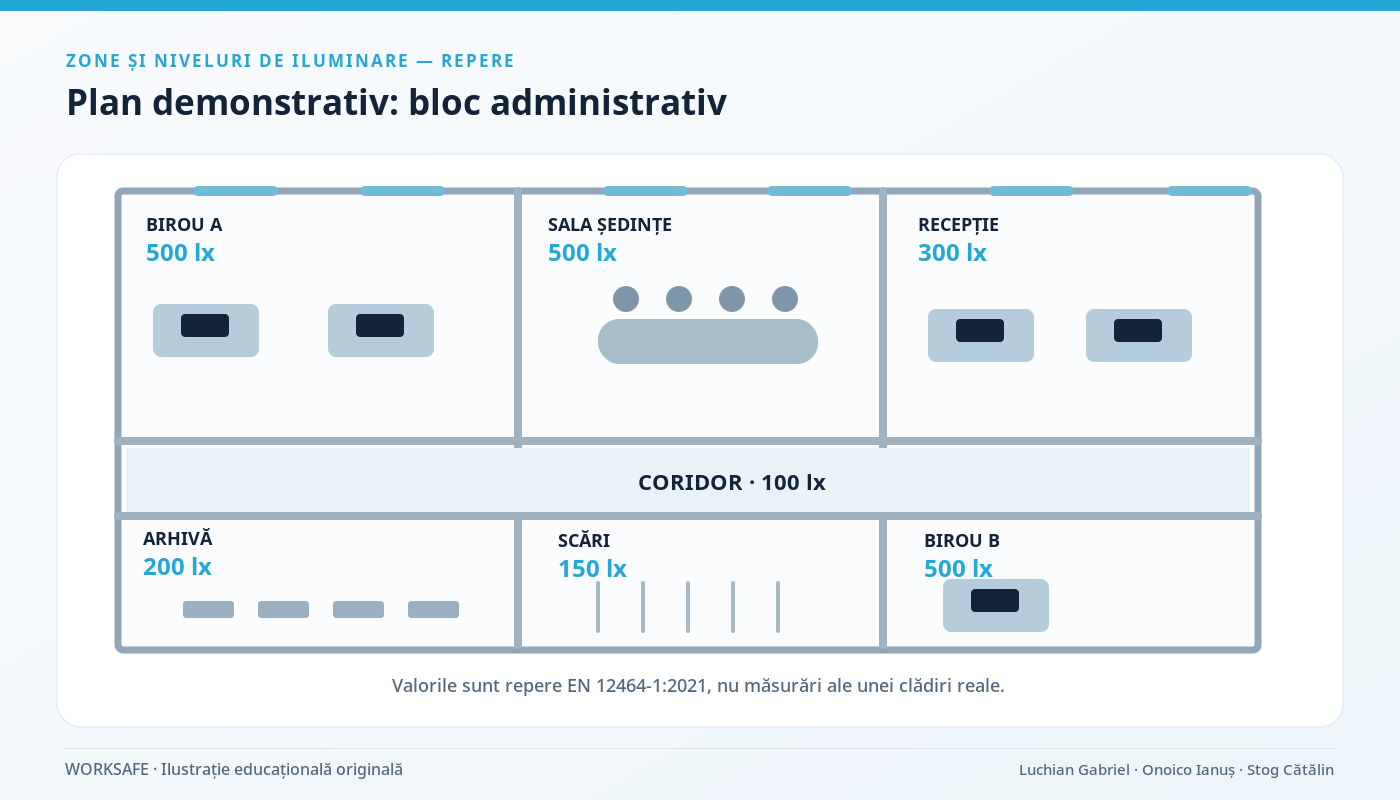 ZONE ȘI NIVELURI DE ILUMINARE — REPERE
Plan demonstrativ: bloc administrativ
BIROU A
500 lx
SALA ȘEDINȚE
500 lx
RECEPȚIE
300 lx
CORIDOR · 100 lx
ARHIVĂ
200 lx
SCĂRI
150 lx
BIROU B
500 lx
Valorile sunt repere EN 12464-1:2021, nu măsurări ale unei clădiri reale.
WORKSAFE · Ilustrație educațională originală
Luchian Gabriel · Onoico Ianuș · Stog Cătălin